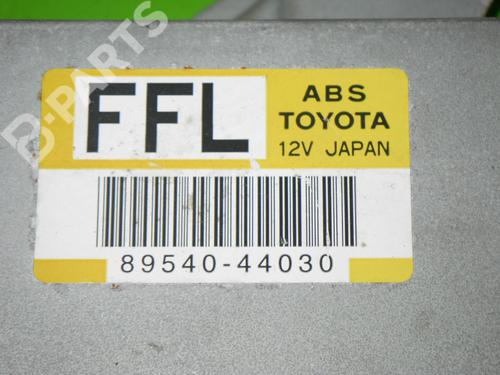 B-PARTS
FFL
ABS
TOYOTA
12V JAPAN
89540-44030